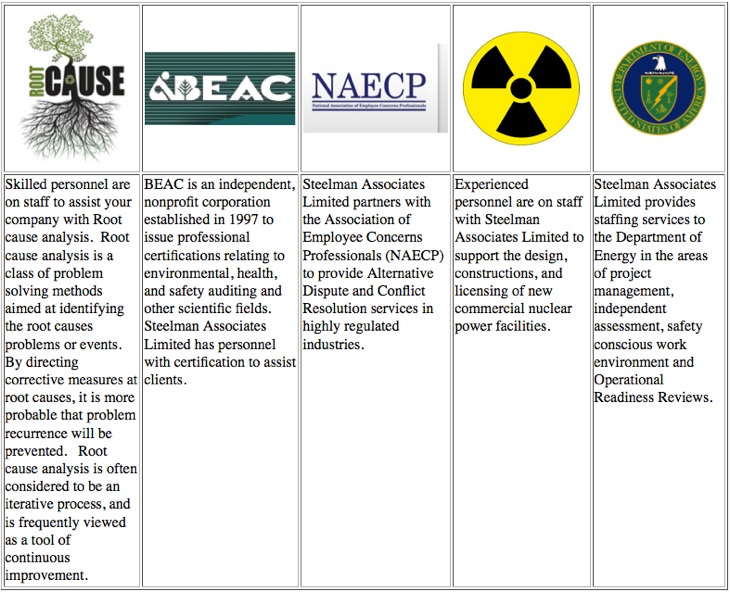 ROOT
CAUSE
BEAC
NAECP
National Association of Employee Concerns Professionals
DEPARTMENT OF ENERGY
UNITED STATES OF AMERICA
Skilled personnel are
on staff to assist your
company with Root
cause analysis.  Root
cause analysis is a
class of problem
solving methods
aimed at identifying
the root causes
problems or events.
By directing
corrective measures at
root causes, it is more
probable that problem
recurrence will be
prevented.   Root
cause analysis is often
considered to be an
iterative process, and
is frequently viewed
as a tool of
continuous
improvement.
BEAC is an independent,
nonprofit corporation
established in 1997 to
issue professional
certifications relating to
environmental, health,
and safety auditing and
other scientific fields.
Steelman Associates
Limited has personnel
with certification to assist
clients.
Steelman Associates
Limited partners with
the Association of
Employee Concerns
Professionals (NAECP)
to provide Alternative
Dispute and Conflict
Resolution services in
highly regulated
industries.
Experienced
personnel are on staff
with Steelman
Associates Limited to
support the design,
constructions, and
licensing of new
commercial nuclear
power facilities.
Steelman Associates
Limited provides
staffing services to
the Department of
Energy in the areas
of project
management,
independent
assessment, safety
conscious work
environment and
Operational
Readiness Reviews.